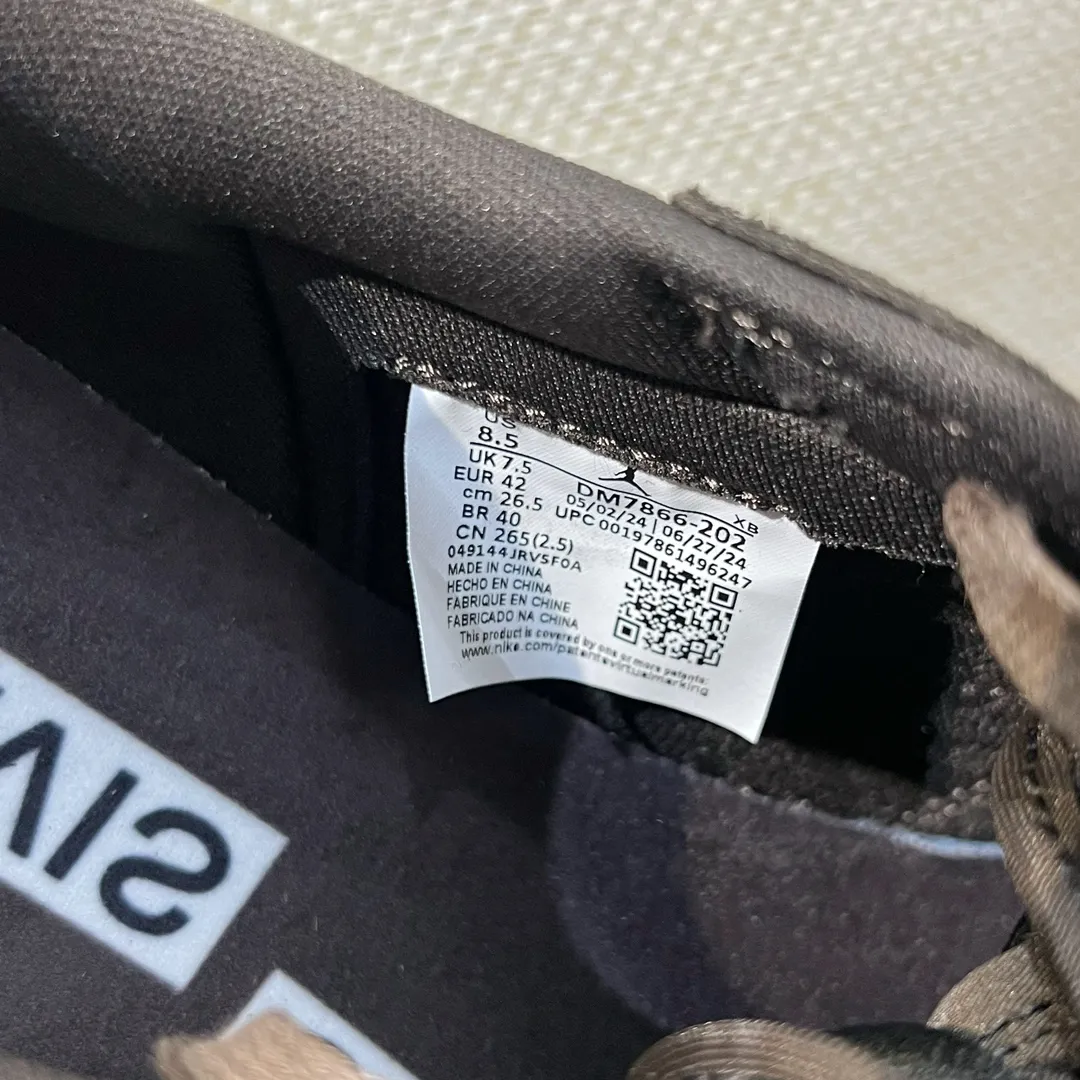 US
8.5
UK 7.5
EUR 42
cm 26.5
BR 40
CN 265(2.5)
049144JRVSF0A
MADE IN CHINA
HECHO EN CHINA
FABRIQUE EN CHINE
FABRICADO NA CHINA
XB
DM7866-202
05/02/24 | 06/27/24
UPC 00197861496247
This product is covered by one or more patents:
www.nike.com/patentsvirtualmarking
SIV